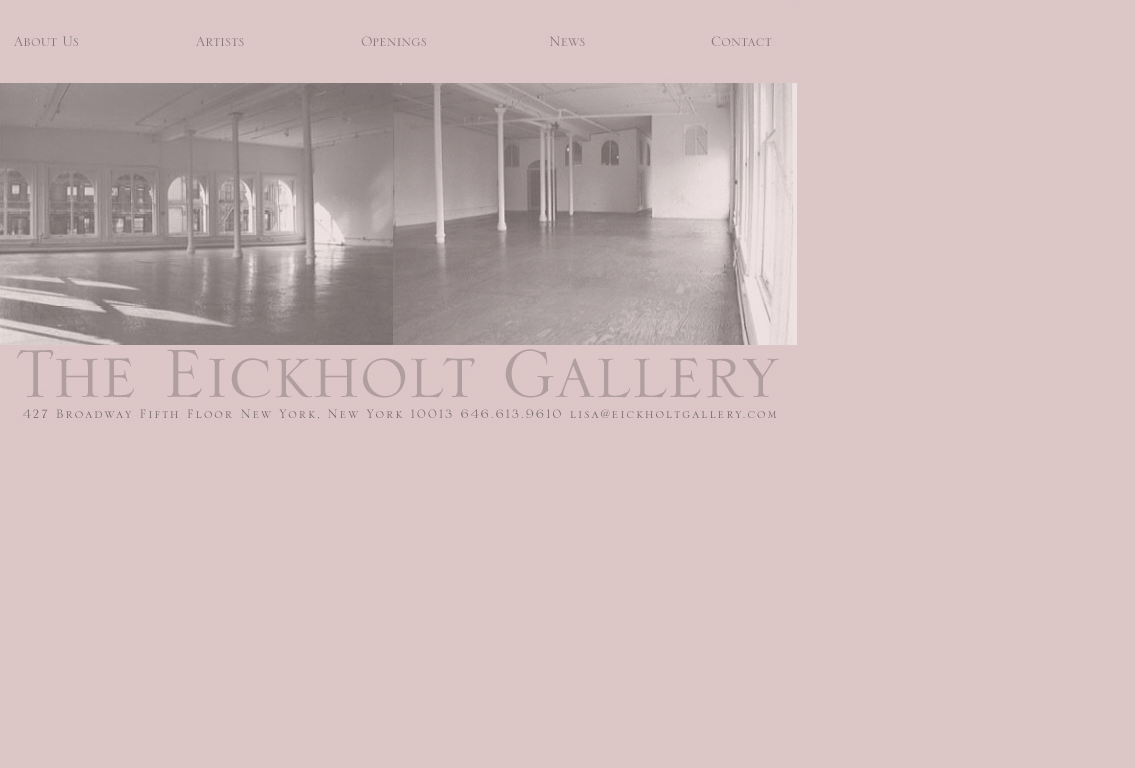 About Us Artists Openings News Contact
The Eickholt Gallery
427 Broadway Fifth Floor New York, New York 10013 646.613.9610 lisa@eickholtgallery.com